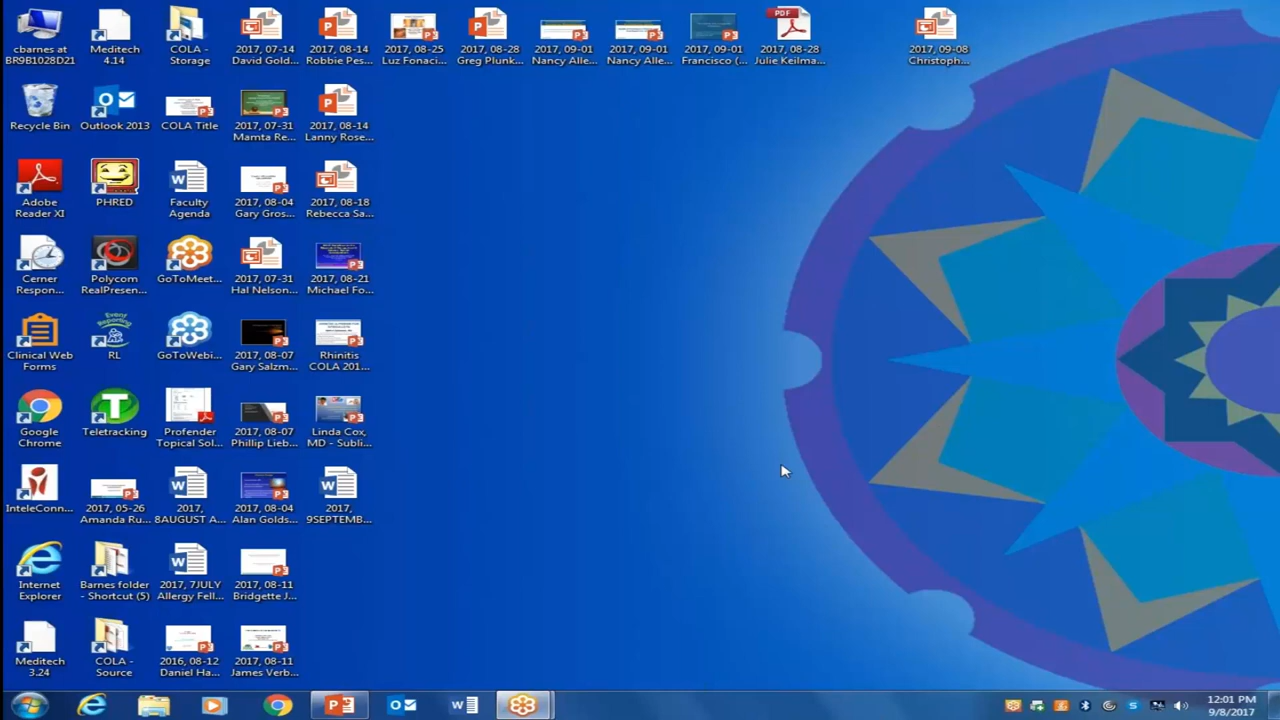 cbarnes at
BR9B1028D21
Meditech
4.14
COLA -
Storage
2017, 07-14
David Gold...
2017, 08-14
Robbie Pes...
2017, 08-25
Luz Fonaci...
2017, 08-28
Greg Plunk...
2017, 09-01
Nancy Alle...
2017, 09-01
Nancy Alle...
2017, 09-01
Francisco (...
PDF
2017, 08-28
Julie Keilma...
2017, 09-08
Christoph...
Recycle Bin
Outlook 2013
COLA Title
2017, 07-31
Mamta Re...
2017, 08-14
Lanny Rose...
Adobe
Reader XI
PHRED
Faculty
Agenda
2017, 08-04
Gary Gros...
2017, 08-18
Rebecca Sa...
Cerner
Respon...
Polycom
RealPresen...
GoToMeet...
2017, 07-31
Hal Nelson...
2017, 08-21
Michael Fo...
Clinical Web
Forms
Event
Reporting
RL
GoToWebi...
2017, 08-07
Gary Salzm...
Rhinitis
COLA 201...
Google
Chrome
Teletracking
Profender
Topical Sol...
2017, 08-07
Phillip Lieb...
Linda Cox,
MD - Subli...
InteleConn...
2017, 05-26
Amanda Ru...
2017,
8AUGUST A...
2017, 08-04
Alan Golds...
2017,
9SEPTEMB...
Internet
Explorer
Barnes folder
- Shortcut (5)
2017, 7JULY
Allergy Fell...
2017, 08-11
Bridgette J...
Meditech
3.24
COLA -
Source
2016, 08-12
Daniel Ha...
2017, 08-11
James Verb...
12:01 PM
9/8/2017